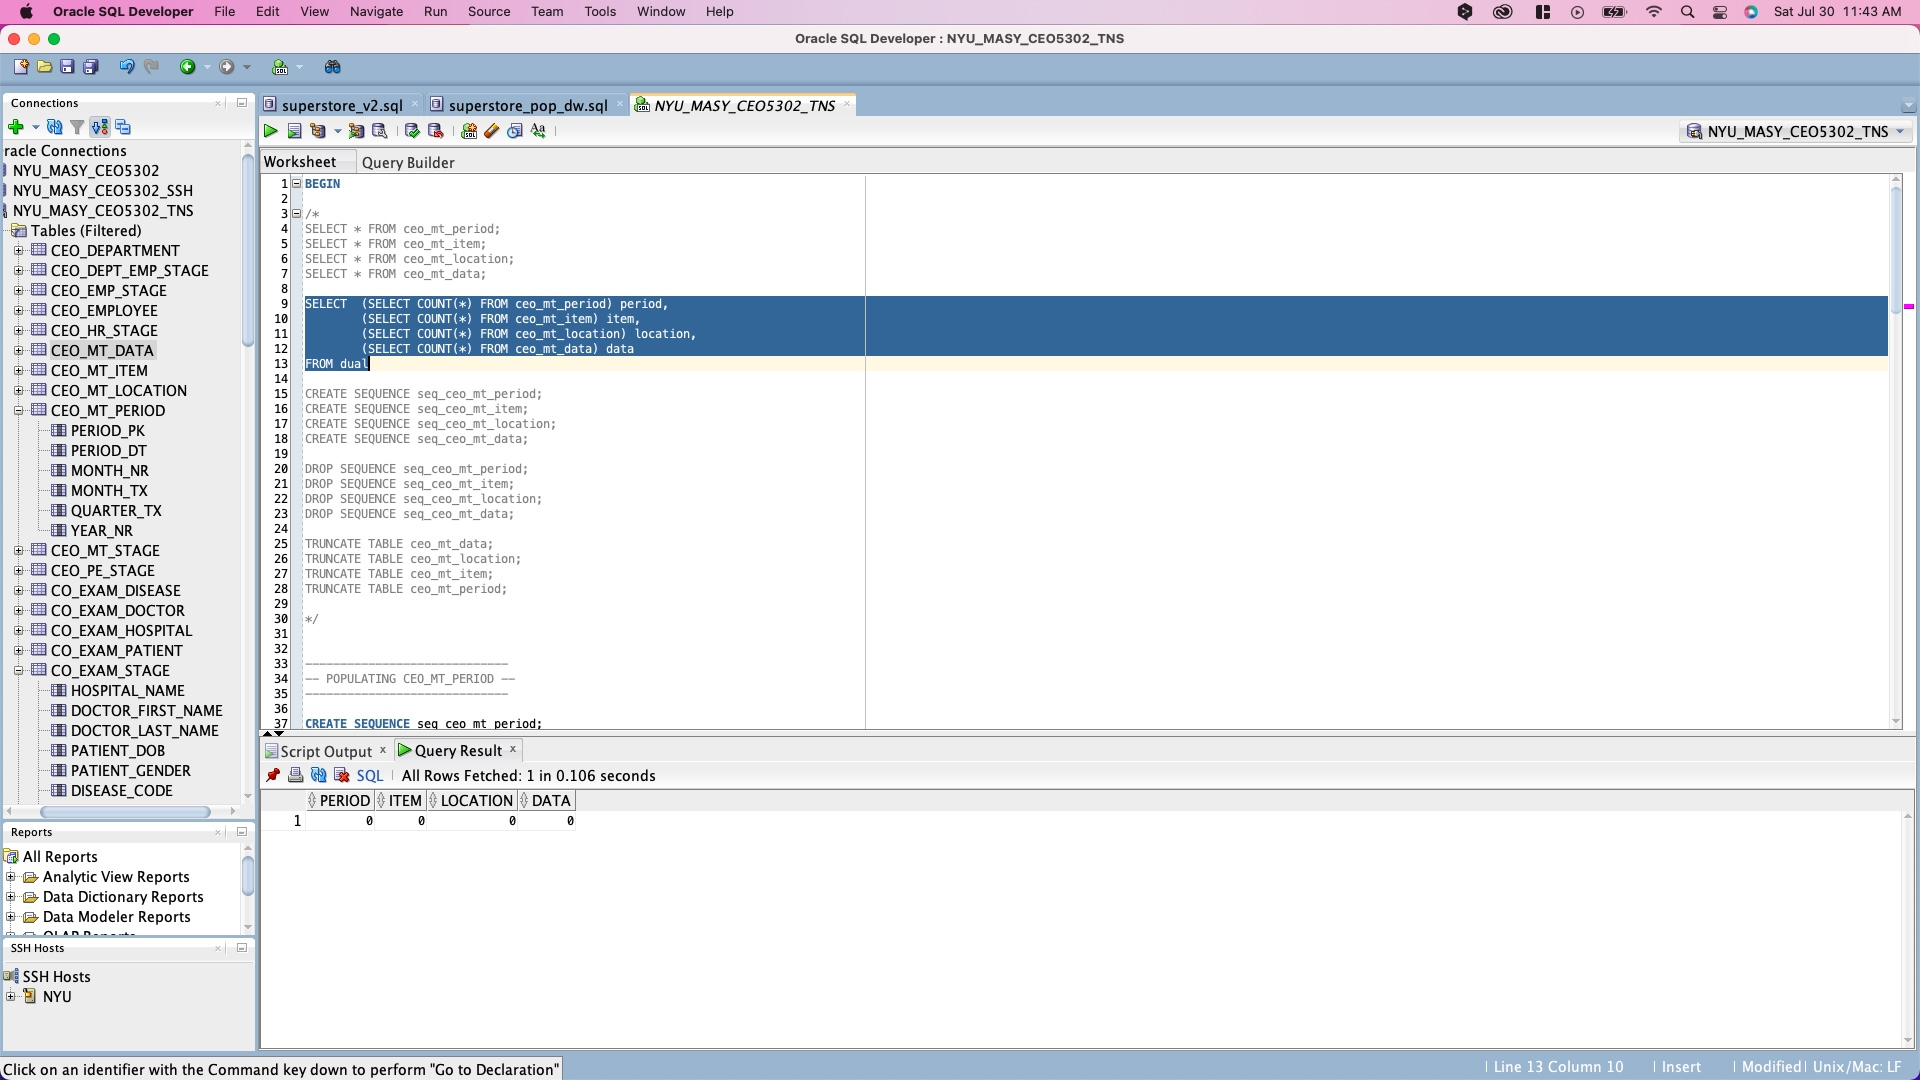 Oracle SQL Developer File Edit View Navigate Run Source Team Tools Window Help Sat Jul 30 11:43 AM
Oracle SQL Developer : NYU_MASY_CEO5302_TNS
Connections
racle Connections
NYU_MASY_CEO5302
NYU_MASY_CEO5302_SSH
NYU_MASY_CEO5302_TNS
Tables (Filtered)
CEO_DEPARTMENT
CEO_DEPT_EMP_STAGE
CEO_EMP_STAGE
CEO_EMPLOYEE
CEO_HR_STAGE
CEO_MT_DATA
CEO_MT_ITEM
CEO_MT_LOCATION
CEO_MT_PERIOD
PERIOD_PK
PERIOD_DT
MONTH_NR
MONTH_TX
QUARTER_TX
YEAR_NR
CEO_MT_STAGE
CEO_PE_STAGE
CO_EXAM_DISEASE
CO_EXAM_DOCTOR
CO_EXAM_HOSPITAL
CO_EXAM_PATIENT
CO_EXAM_STAGE
HOSPITAL_NAME
DOCTOR_FIRST_NAME
DOCTOR_LAST_NAME
PATIENT_DOB
PATIENT_GENDER
DISEASE_CODE
Reports
All Reports
Analytic View Reports
Data Dictionary Reports
Data Modeler Reports
SSH Hosts
SSH Hosts
NYU
superstore_v2.sql superstore_pop_dw.sql NYU_MASY_CEO5302_TNS
NYU_MASY_CEO5302_TNS
Worksheet Query Builder
1 BEGIN
2
3 /*
4 SELECT * FROM ceo_mt_period;
5 SELECT * FROM ceo_mt_item;
6 SELECT * FROM ceo_mt_location;
7 SELECT * FROM ceo_mt_data;
8
9 SELECT (SELECT COUNT(*) FROM ceo_mt_period) period,
10 (SELECT COUNT(*) FROM ceo_mt_item) item,
11 (SELECT COUNT(*) FROM ceo_mt_location) location,
12 (SELECT COUNT(*) FROM ceo_mt_data) data
13 FROM dual
14
15 CREATE SEQUENCE seq_ceo_mt_period;
16 CREATE SEQUENCE seq_ceo_mt_item;
17 CREATE SEQUENCE seq_ceo_mt_location;
18 CREATE SEQUENCE seq_ceo_mt_data;
19
20 DROP SEQUENCE seq_ceo_mt_period;
21 DROP SEQUENCE seq_ceo_mt_item;
22 DROP SEQUENCE seq_ceo_mt_location;
23 DROP SEQUENCE seq_ceo_mt_data;
24
25 TRUNCATE TABLE ceo_mt_data;
26 TRUNCATE TABLE ceo_mt_location;
27 TRUNCATE TABLE ceo_mt_item;
28 TRUNCATE TABLE ceo_mt_period;
29
30 */
31
32
33 -----------------------------
34 -- POPULATING CEO_MT_PERIOD --
35 -----------------------------
36
37 CREATE SEQUENCE seq_ceo_mt_period;
Script Output Query Result
SQL All Rows Fetched: 1 in 0.106 seconds
PERIOD ITEM LOCATION DATA
1 0 0 0 0
Click on an identifier with the Command key down to perform "Go to Declaration" Line 13 Column 10 Insert Modified Unix/Mac: LF